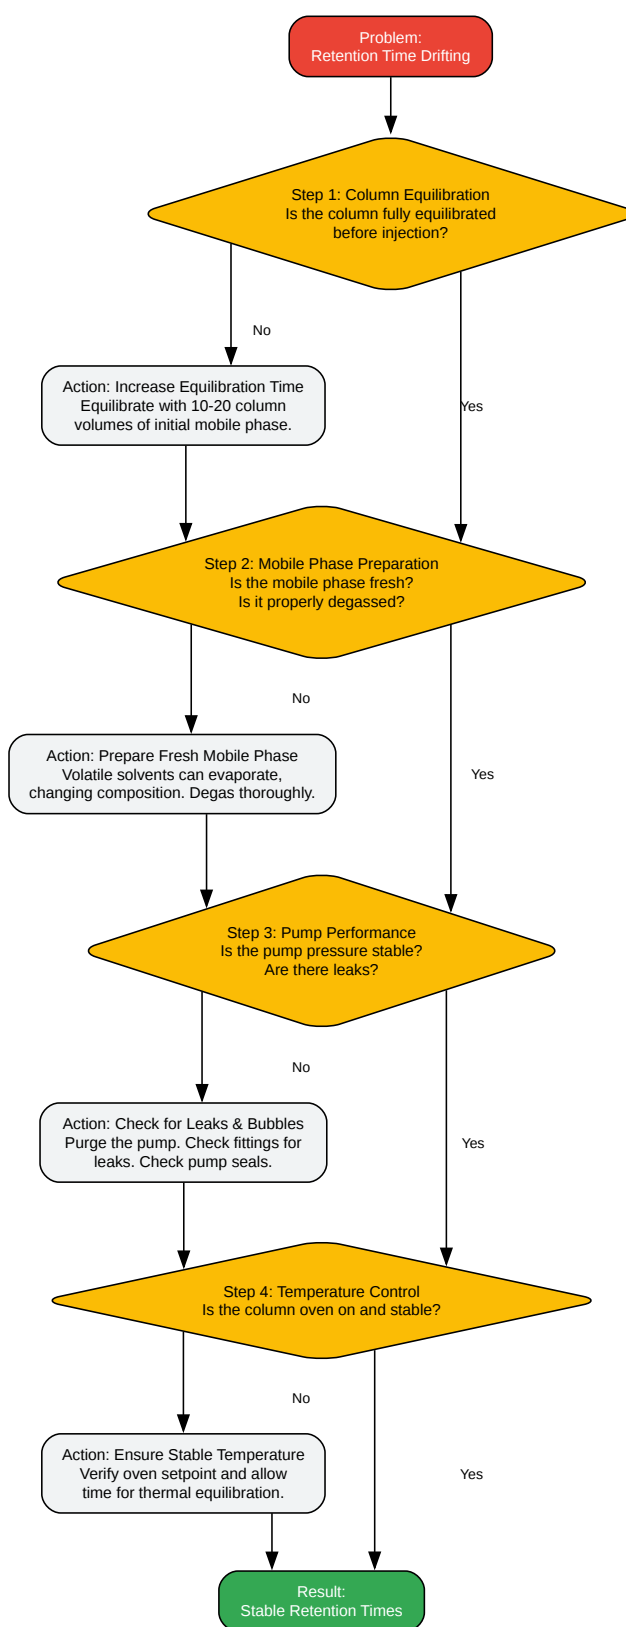 Problem:
Retention Time Drifting
Step 1: Column Equilibration
Is the column fully equilibrated
before injection?
No
Action: Increase Equilibration Time
Equilibrate with 10-20 column
volumes of initial mobile phase.
Yes
Step 2: Mobile Phase Preparation
Is the mobile phase fresh?
Is it properly degassed?
No
Action: Prepare Fresh Mobile Phase
Volatile solvents can evaporate,
changing composition. Degas thoroughly.
Yes
Step 3: Pump Performance
Is the pump pressure stable?
Are there leaks?
No
Action: Check for Leaks & Bubbles
Purge the pump. Check fittings for
leaks. Check pump seals.
Yes
Step 4: Temperature Control
Is the column oven on and stable?
No
Action: Ensure Stable Temperature
Verify oven setpoint and allow
time for thermal equilibration.
Yes
Result:
Stable Retention Times